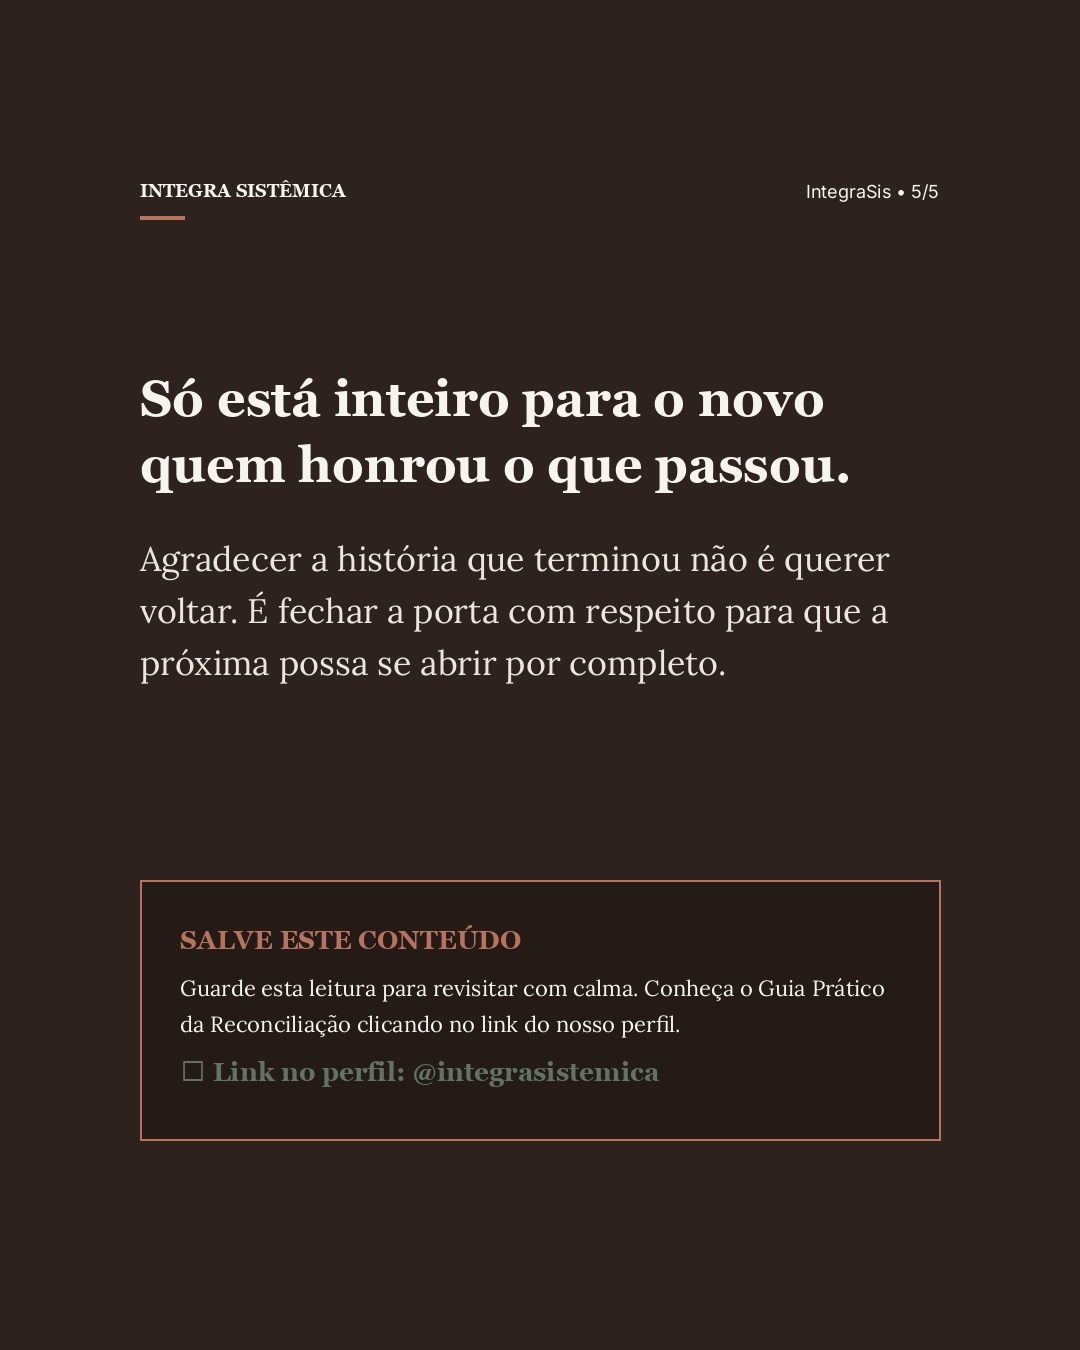 INTEGRA SISTÊMICA
IntegraSis • 5/5
Só está inteiro para o novo
quem honrou o que passou.
Agradecer a história que terminou não é querer
voltar. É fechar a porta com respeito para que a
próxima possa se abrir por completo.
SALVE ESTE CONTEÚDO
Guarde esta leitura para revisitar com calma. Conheça o Guia Prático
da Reconciliação clicando no link do nosso perfil.
☐ Link no perfil: @integrasistemica